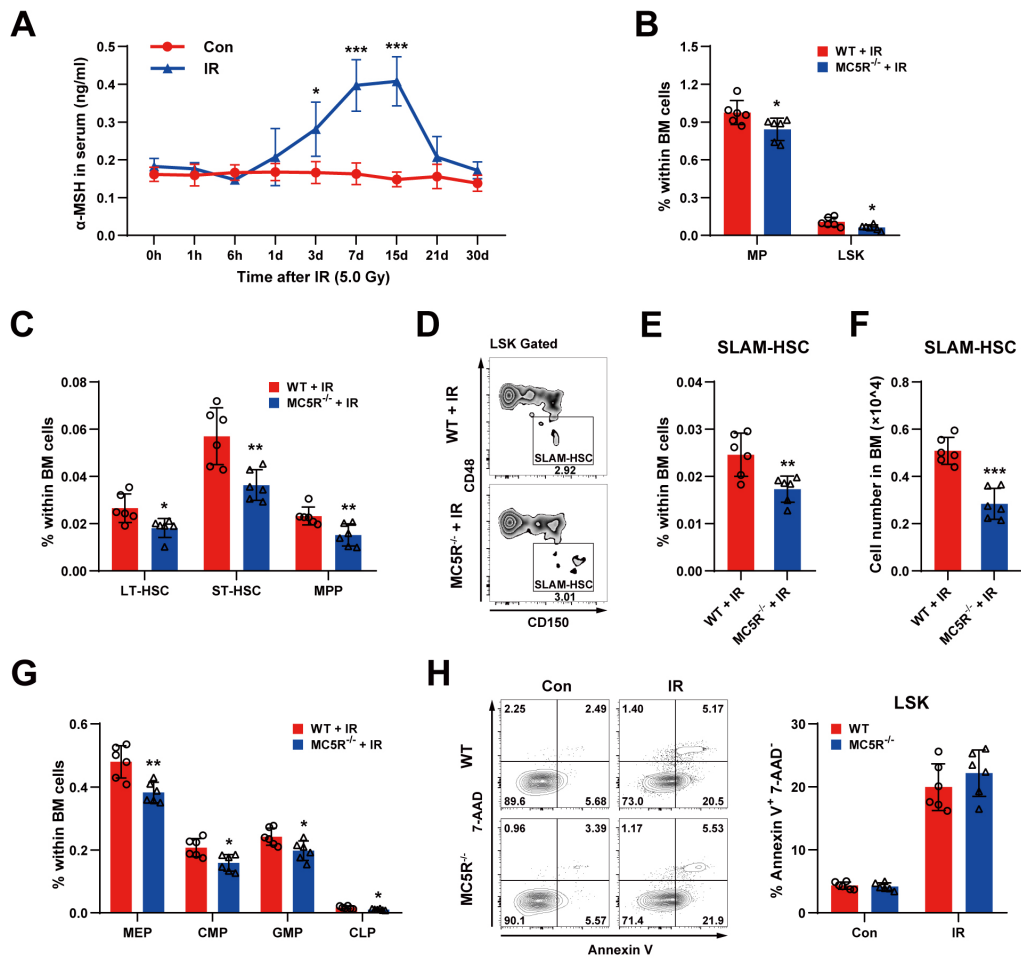 A
Con
IR
α-MSH in serum (ng/ml)
0.5
0.4
0.3
0.2
0.1
0.0
*
***
***
0h 1h 6h 1d 3d 7d 15d 21d 30d
Time after IR (5.0 Gy)
B
WT + IR
MC5R-/- + IR
% within BM cells
1.5
1.2
0.9
0.6
0.3
0.0
*
*
MP LSK
C
WT + IR
MC5R-/- + IR
% within BM cells
0.08
0.06
0.04
0.02
0.00
*
**
**
LT-HSC ST-HSC MPP
D
LSK Gated
WT + IR
SLAM-HSC
2.92
CD48
MC5R-/- + IR
SLAM-HSC
3.01
CD150
E
SLAM-HSC
% within BM cells
0.04
0.03
0.02
0.01
0.00
**
WT + IR
MC5R-/- + IR
F
SLAM-HSC
Cell number in BM (×10^4)
0.8
0.6
0.4
0.2
0.0
***
WT + IR
MC5R-/- + IR
G
WT + IR
MC5R-/- + IR
% within BM cells
0.6
0.4
0.2
0.0
**
*
*
*
MEP CMP GMP CLP
H
Con IR
WT
2.25 2.49 1.40 5.17
89.6 5.68 73.0 20.5
7-AAD
MC5R-/-
0.96 3.39 1.17 5.53
90.1 5.57 71.4 21.9
Annexin V
LSK
WT
MC5R-/-
% Annexin V+ 7-AAD-
30
20
10
0
Con IR